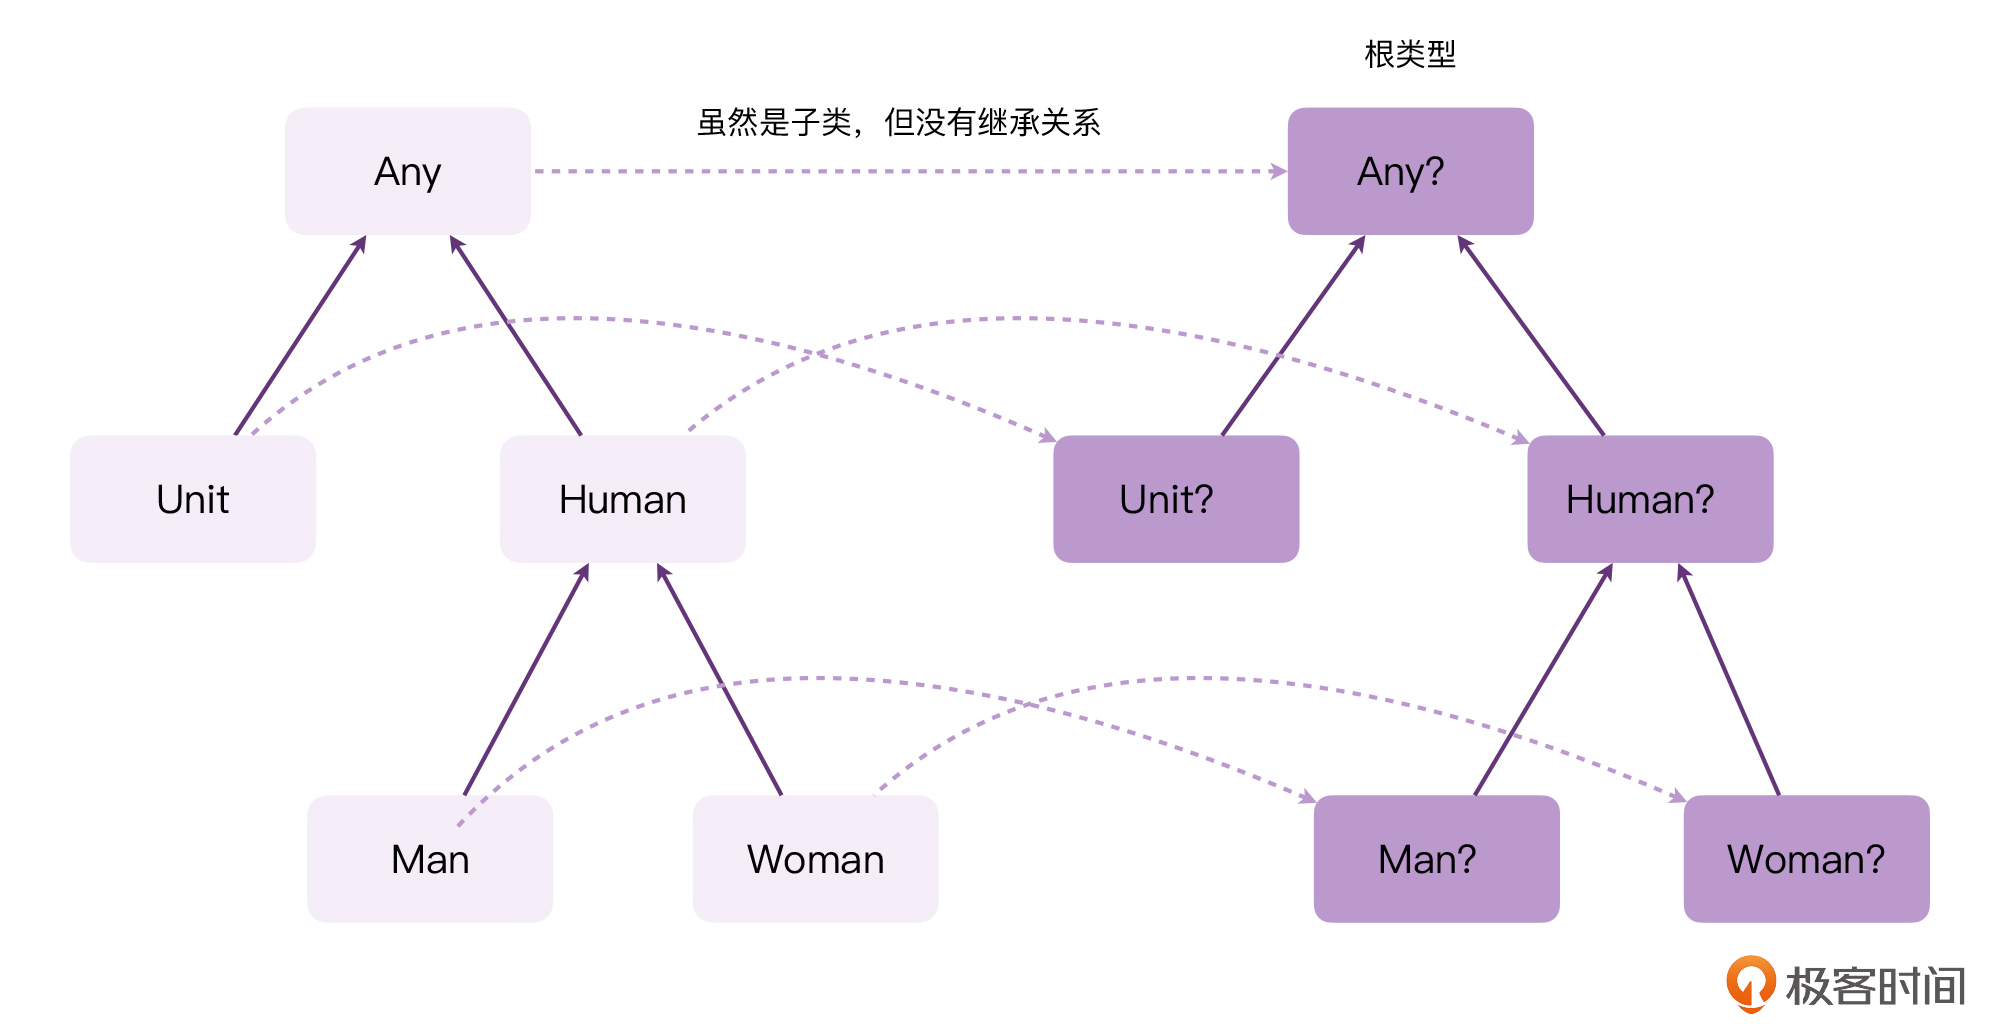 根类型
虽然是子类，但没有继承关系
Any
Any?
Unit
Human
Unit?
Human?
Man
Woman
Man?
Woman?
极客时间